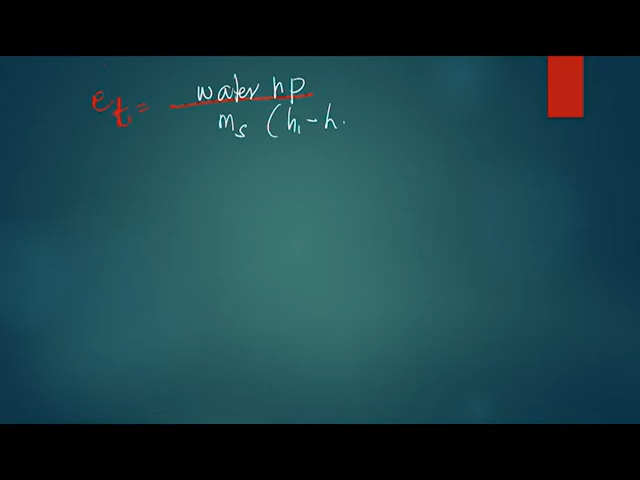 e_t = water hp
m_s (h_1 - h.